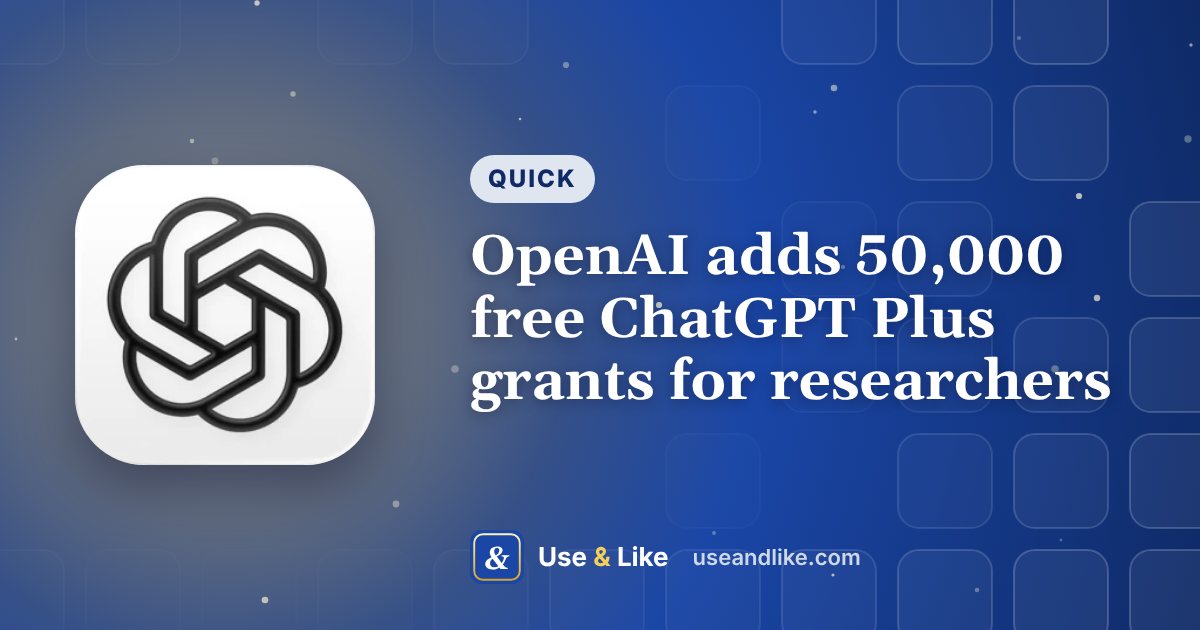 QUICK
OpenAI adds 50,000
free ChatGPT Plus
grants for researchers
& Use & Like useandlike.com